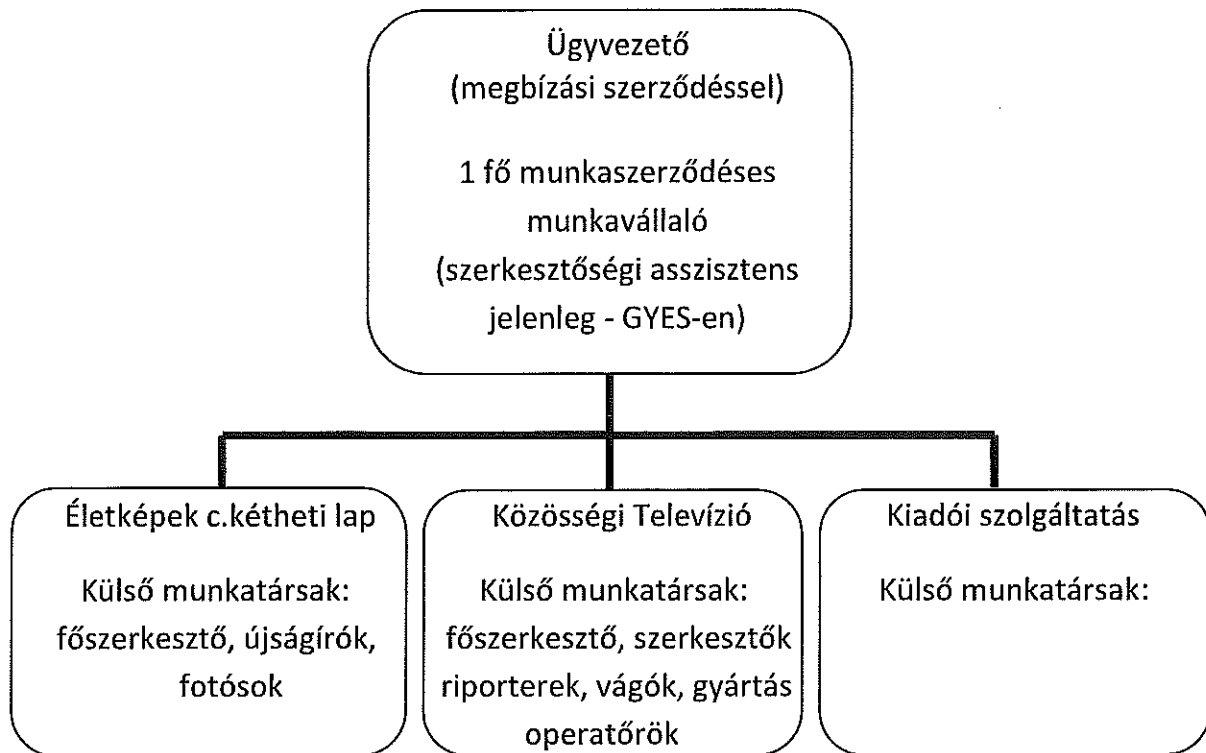 Ügyvezető
(megbízási szerződéssel)
1 fő munkaszerződéses
munkavállaló
(szerkesztőségi asszisztens
jelenleg - GYES-en)
Életképek c.kétheti lap
Külső munkatársak:
főszerkesztő, újságírók,
fotósok
Közösségi Televízió
Külső munkatársak:
főszerkesztő, szerkesztők
riporterek, vágók, gyártás
operatőrök
Kiadói szolgáltatás
Külső munkatársak: